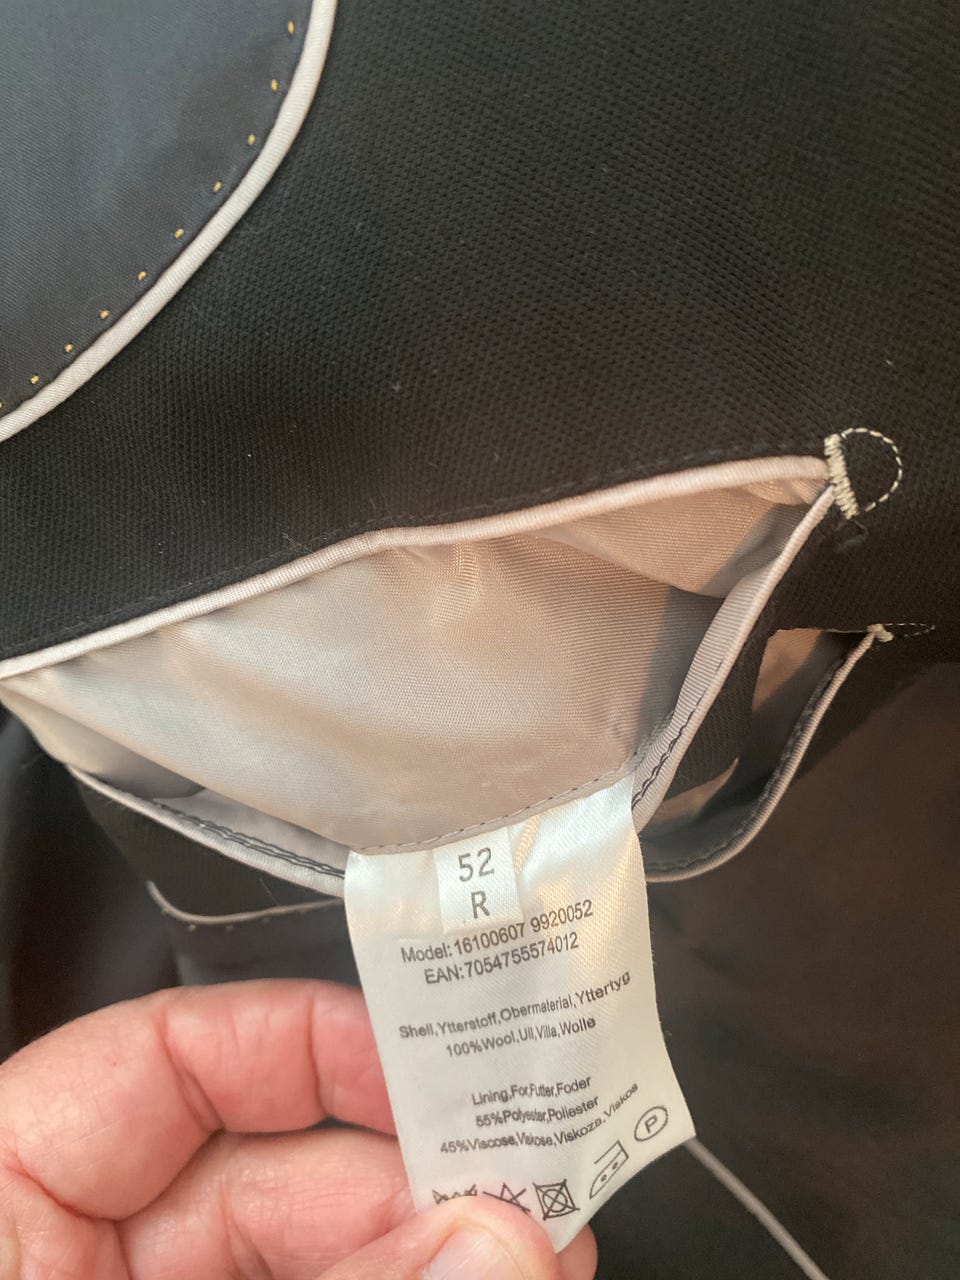 52
R
Model:16100607 9920052
EAN:7054755574012
Shell,Ytterstoff,Obermaterial,Yttertyg
100%Wool,Ull,Villa,Wolle
Lining,For,Futter,Foder
55%Polyester,Poliester
45%Viscose,Viskose,Viskoza,Viskos
P